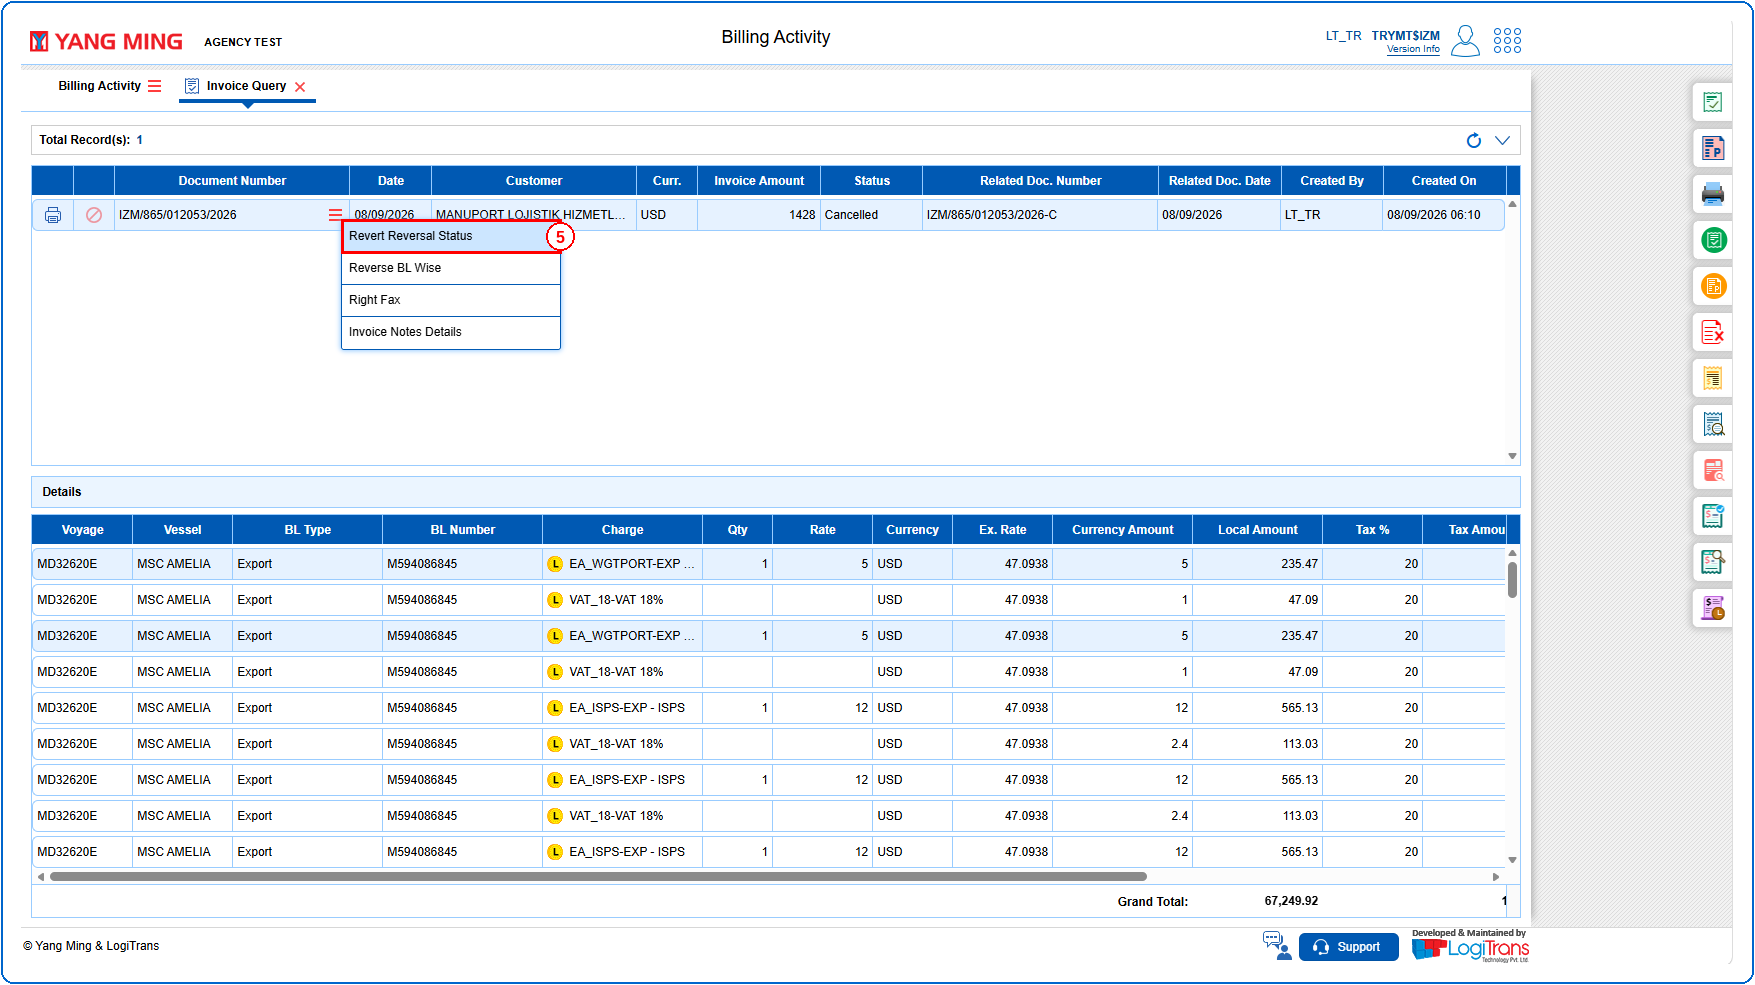 YANG MING AGENCY TEST
Billing Activity
LT_TR TRYMT$IZM
Version Info
Billing Activity
Invoice Query
Total Record(s): 1
Document Number Date Customer Curr. Invoice Amount Status Related Doc. Number Related Doc. Date Created By Created On
IZM/865/012053/2026 08/09/2026 MANUPORT LOJISTIK HIZMETL... USD 1428 Cancelled IZM/865/012053/2026-C 08/09/2026 LT_TR 08/09/2026 06:10
Revert Reversal Status 5
Reverse BL Wise
Right Fax
Invoice Notes Details
Details
Voyage Vessel BL Type BL Number Charge Qty Rate Currency Ex. Rate Currency Amount Local Amount Tax % Tax Amou
MD32620E MSC AMELIA Export M594086845 L EA_WGTPORT-EXP ... 1 5 USD 47.0938 5 235.47 20
MD32620E MSC AMELIA Export M594086845 L VAT_18-VAT 18% USD 47.0938 1 47.09 20
MD32620E MSC AMELIA Export M594086845 L EA_WGTPORT-EXP ... 1 5 USD 47.0938 5 235.47 20
MD32620E MSC AMELIA Export M594086845 L VAT_18-VAT 18% USD 47.0938 1 47.09 20
MD32620E MSC AMELIA Export M594086845 L EA_ISPS-EXP - ISPS 1 12 USD 47.0938 12 565.13 20
MD32620E MSC AMELIA Export M594086845 L VAT_18-VAT 18% USD 47.0938 2.4 113.03 20
MD32620E MSC AMELIA Export M594086845 L EA_ISPS-EXP - ISPS 1 12 USD 47.0938 12 565.13 20
MD32620E MSC AMELIA Export M594086845 L VAT_18-VAT 18% USD 47.0938 2.4 113.03 20
MD32620E MSC AMELIA Export M594086845 L EA_ISPS-EXP - ISPS 1 12 USD 47.0938 12 565.13 20
Grand Total: 67,249.92 1
© Yang Ming & LogiTrans
Support
Developed & Maintained by
LogiTrans
Technology Pvt. Ltd.